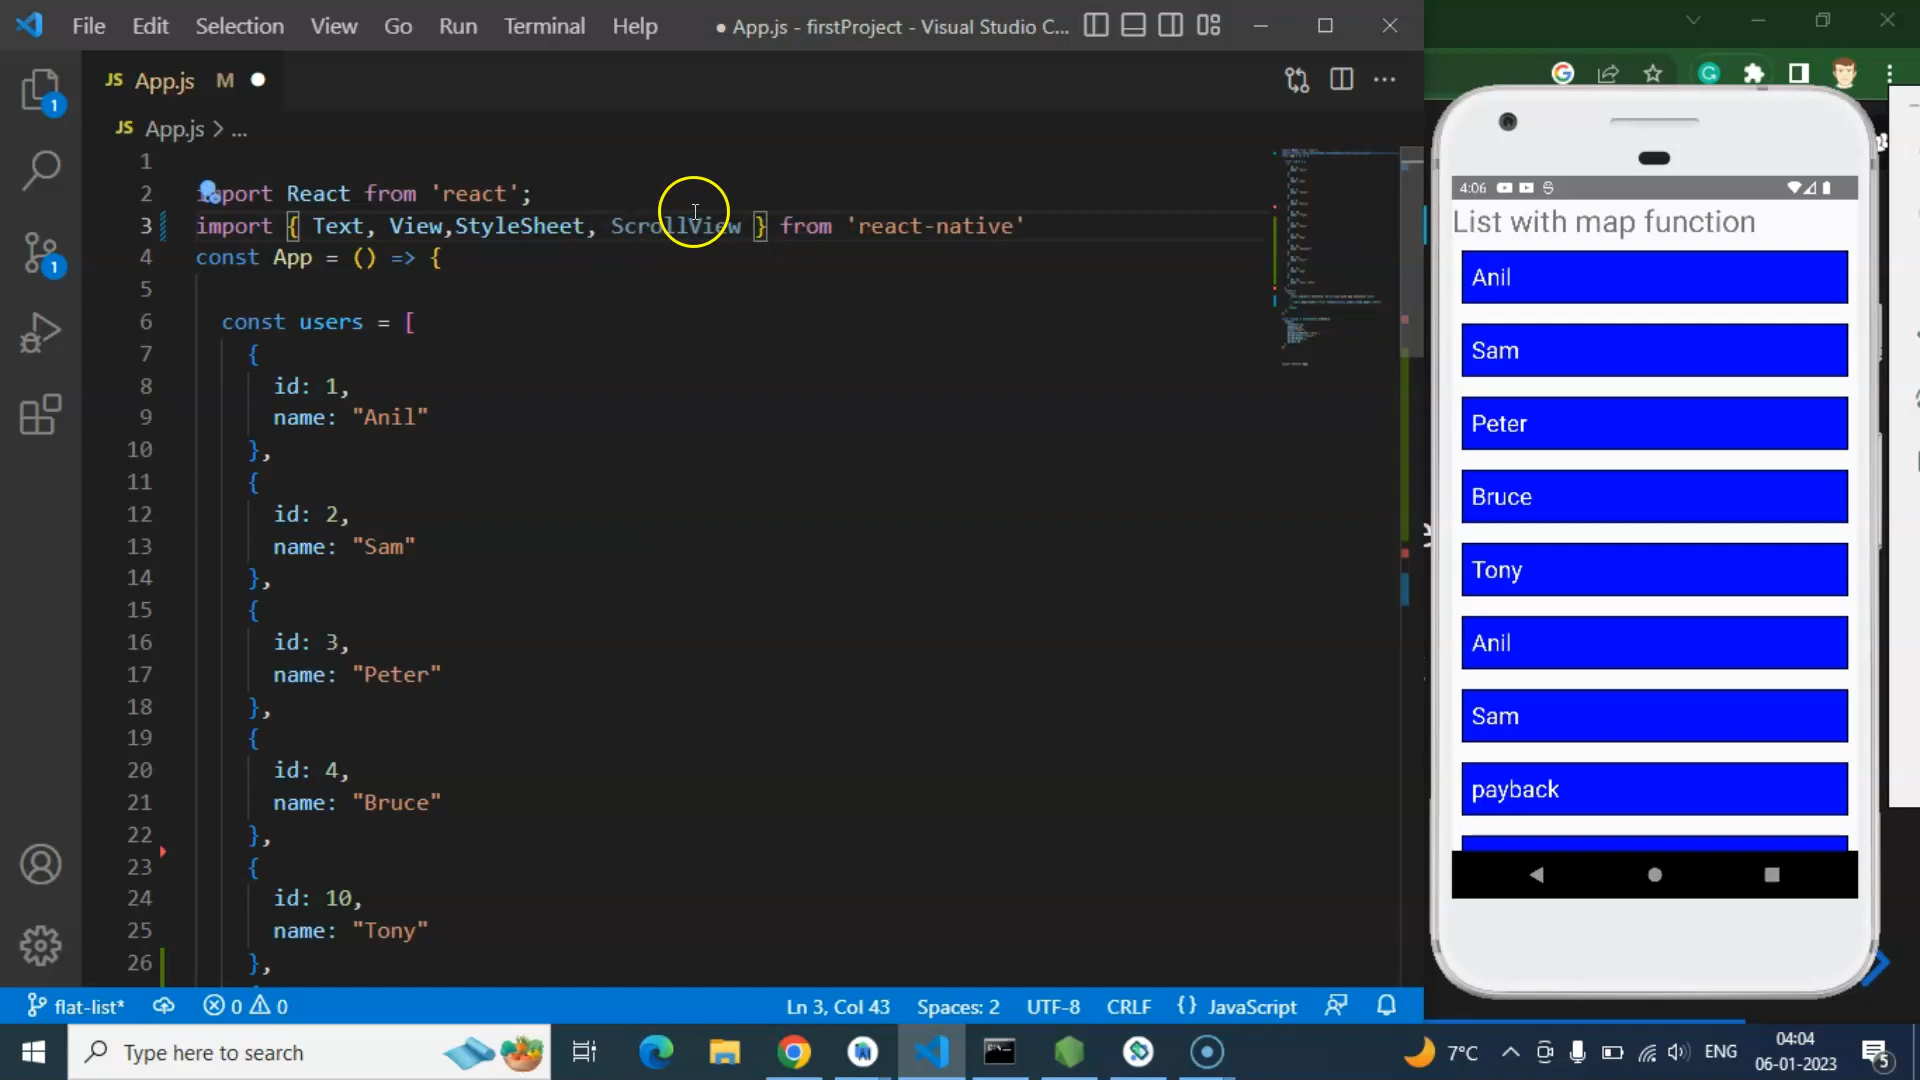 File Edit Selection View Go Run Terminal Help
● App.js - firstProject - Visual Studio C...
JS App.js M
JS App.js > ...
1
2 import React from 'react';
3 import { Text, View,StyleSheet, ScrollView } from 'react-native'
4 const App = () => {
5
6 const users = [
7 {
8 id: 1,
9 name: "Anil"
10 },
11 {
12 id: 2,
13 name: "Sam"
14 },
15 {
16 id: 3,
17 name: "Peter"
18 },
19 {
20 id: 4,
21 name: "Bruce"
22 },
23 {
24 id: 10,
25 name: "Tony"
26 },
1
1
4:06
List with map function
Anil
Sam
Peter
Bruce
Tony
Anil
Sam
payback
flat-list* 0 0 Ln 3, Col 43 Spaces: 2 UTF-8 CRLF {} JavaScript
Type here to search
7°C ENG
04:04
06-01-2023
5